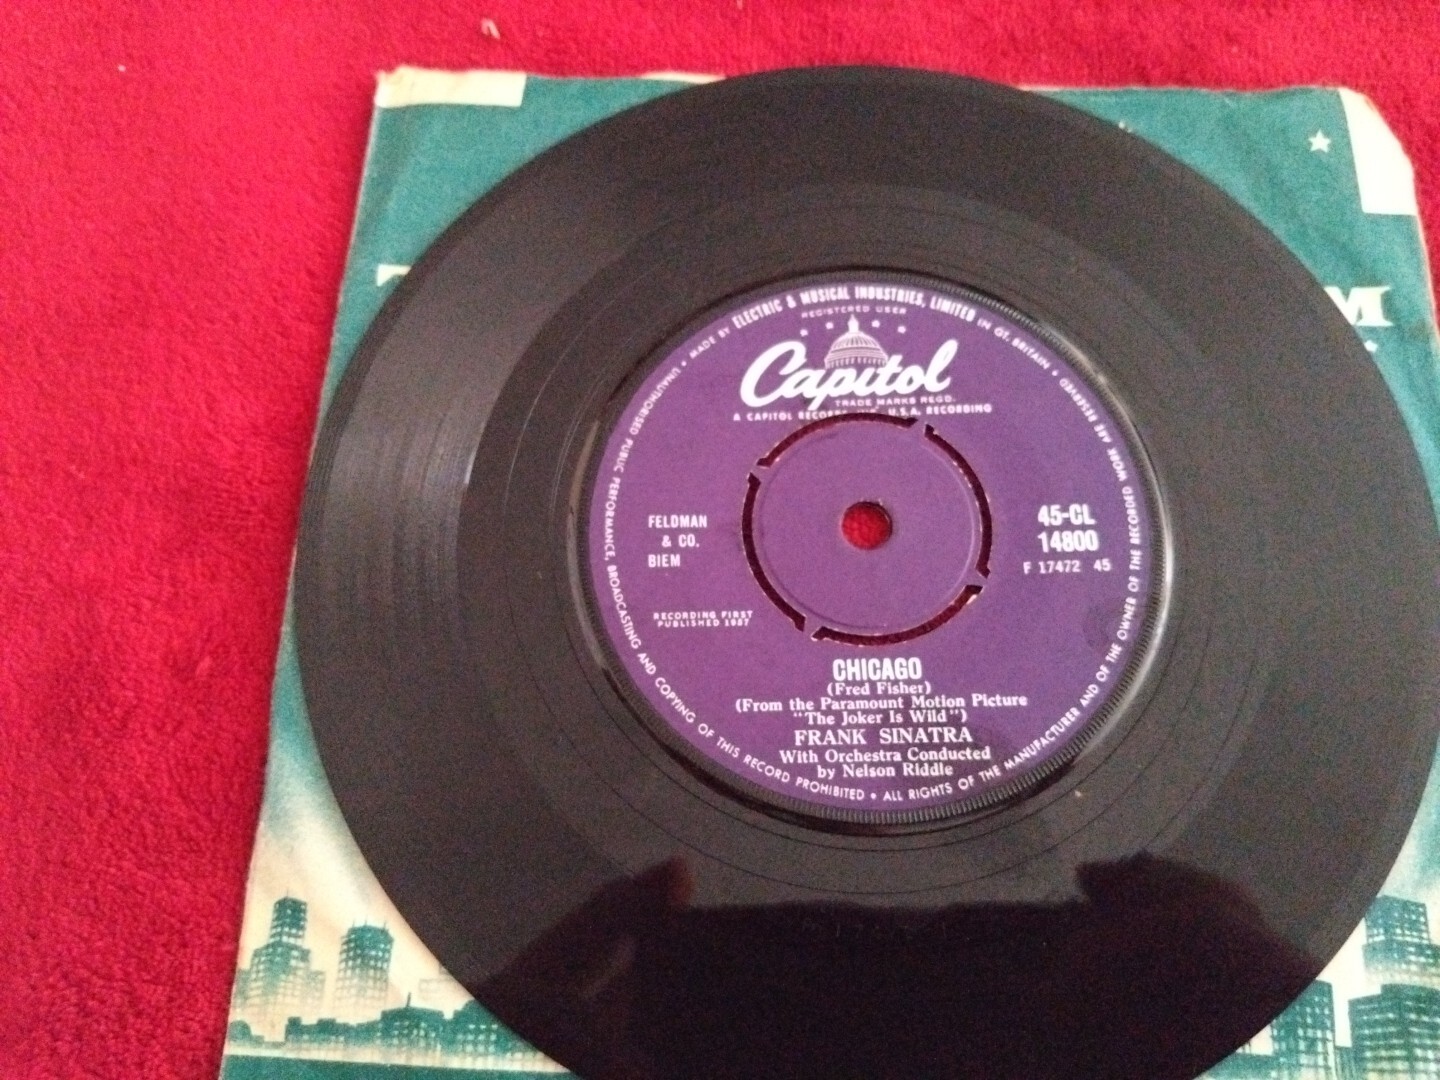 MADE BY ELECTRIC & MUSICAL INDUSTRIES, LIMITED IN GT. BRITAIN • UNAUTHORISED PUBLIC PERFORMANCE, BROADCASTING AND COPYING OF THIS RECORD PROHIBITED • ALL RIGHTS OF THE MANUFACTURER AND OF THE OWNER OF THE RECORDED WORK ARE RESERVED •
REGISTERED USER
Capitol
TRADE MARKS REGD.
A CAPITOL RECORDS INC. U.S.A. RECORDING
FELDMAN
& CO.
BIEM
45-CL
14800
F 17472 45
RECORDING FIRST
PUBLISHED 1957
CHICAGO
(Fred Fisher)
(From the Paramount Motion Picture
"The Joker Is Wild")
FRANK SINATRA
With Orchestra Conducted
by Nelson Riddle
M